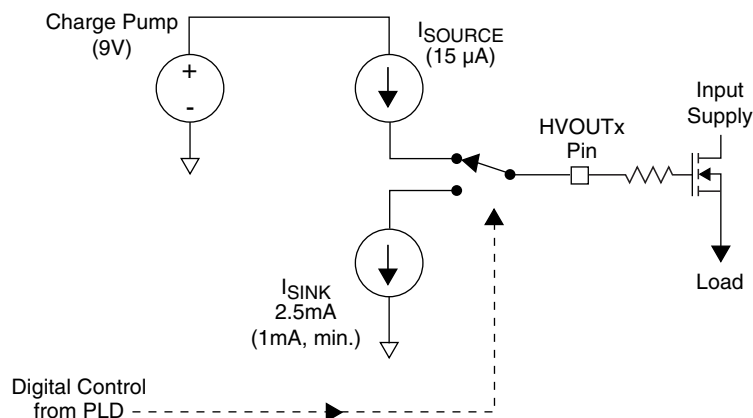 Charge Pump
(9V)
+
-
ISOURCE
(15 µA)
HVOUTx
Pin
Input
Supply
Load
ISINK
2.5mA
(1mA, min.)
Digital Control
from PLD